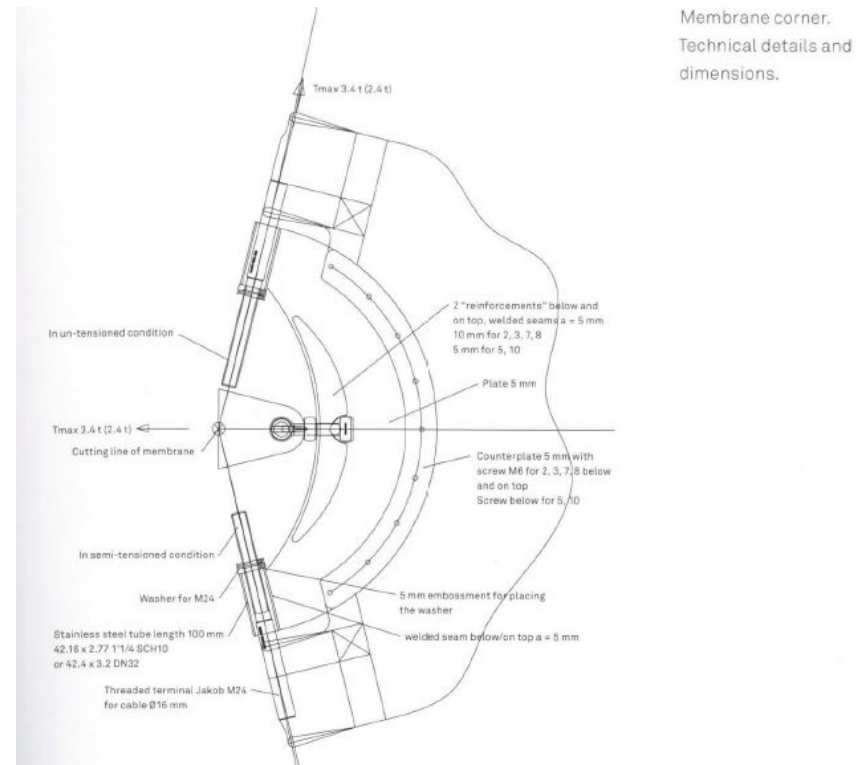 Membrane corner.
Technical details and
dimensions.
Tmax 3.4 t (2.4 t)
2 "reinforcements" below and
on top, welded seams a = 5 mm
10 mm for 2, 3, 7, 8
5 mm for 5, 10
In un-tensioned condition
Plate 5 mm
Tmax 3.4 t (2.4 t)
Cutting line of membrane
Counterplate 5 mm with
screw M6 for 2, 3, 7, 8 below
and on top
Screw below for 5, 10
In semi-tensioned condition
Washer for M24
5 mm embossment for placing
the washer
Stainless steel tube length 100 mm
42.16 x 2.77 1"1/4 SCH10
or 42.4 x 3.2 DN32
welded seam below/on top a = 5 mm
Threaded terminal Jakob M24
for cable Ø16 mm